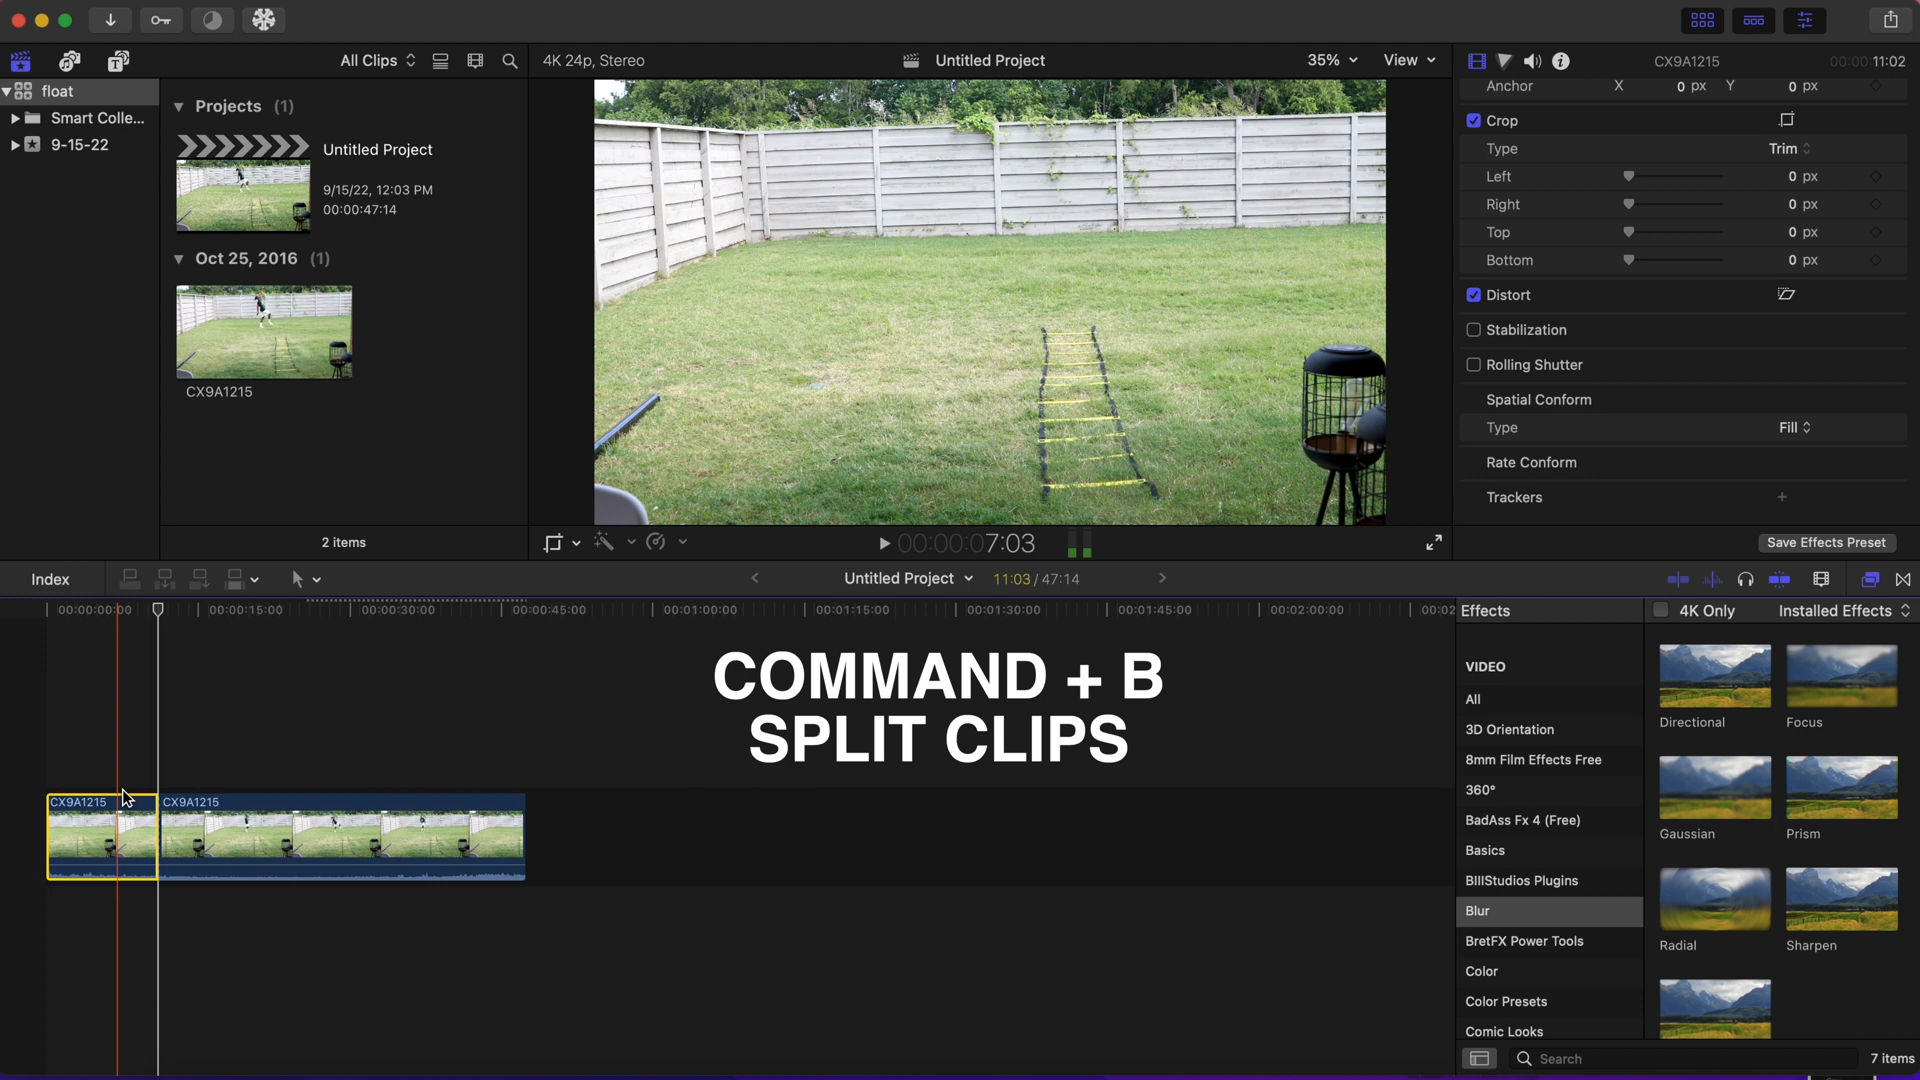 All Clips
4K 24p, Stereo
Untitled Project
35%
View
CX9A1215
00:00:11:02
float
Smart Colle...
9-15-22
Projects (1)
Untitled Project
9/15/22, 12:03 PM
00:00:47:14
Oct 25, 2016 (1)
CX9A1215
2 items
Anchor X 0 px Y 0 px
Crop
Type Trim
Left 0 px
Right 0 px
Top 0 px
Bottom 0 px
Distort
Stabilization
Rolling Shutter
Spatial Conform
Type Fill
Rate Conform
Trackers +
Save Effects Preset
00:00:07:03
Index
Untitled Project
11:03 / 47:14
00:00:00:00
00:00:15:00
00:00:30:00
00:00:45:00
00:01:00:00
00:01:15:00
00:01:30:00
00:01:45:00
00:02:00:00
00:02
COMMAND + B
SPLIT CLIPS
CX9A1215
CX9A1215
Effects
4K Only
Installed Effects
VIDEO
All
3D Orientation
8mm Film Effects Free
360°
BadAss Fx 4 (Free)
Basics
BIllStudios Plugins
Blur
BretFX Power Tools
Color
Color Presets
Comic Looks
Directional
Focus
Gaussian
Prism
Radial
Sharpen
Search
7 items